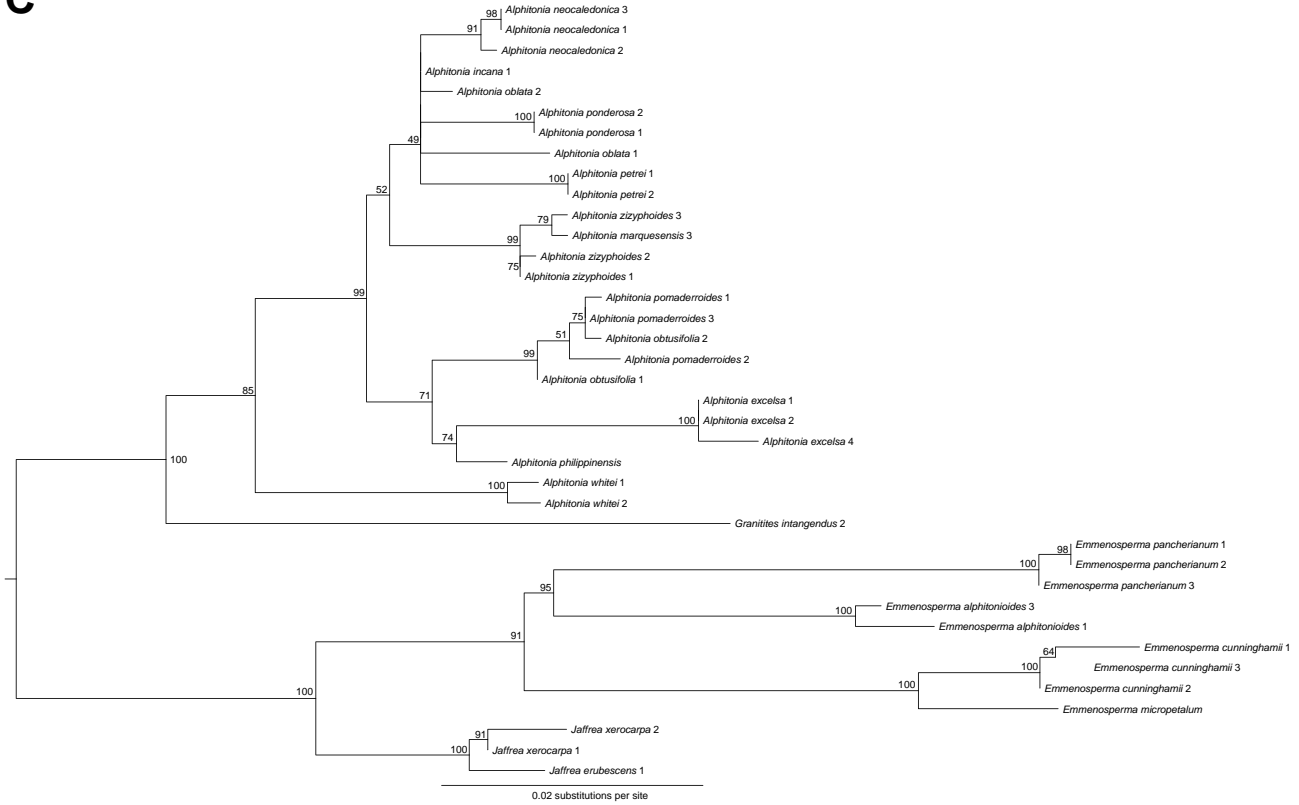 C
98
Alphitonia neocaledonica 3
91
Alphitonia neocaledonica 1
Alphitonia neocaledonica 2
Alphitonia incana 1
Alphitonia oblata 2
100
Alphitonia ponderosa 2
Alphitonia ponderosa 1
49
Alphitonia oblata 1
100
Alphitonia petrei 1
52
Alphitonia petrei 2
79
Alphitonia zizyphoides 3
99
Alphitonia marquesensis 3
Alphitonia zizyphoides 2
75
Alphitonia zizyphoides 1
99
Alphitonia pomaderroides 1
75
Alphitonia pomaderroides 3
51
Alphitonia obtusifolia 2
99
Alphitonia pomaderroides 2
Alphitonia obtusifolia 1
85
71
Alphitonia excelsa 1
100
Alphitonia excelsa 2
74
Alphitonia excelsa 4
100
Alphitonia philippinensis
100
Alphitonia whitei 1
Alphitonia whitei 2
Granitites intangendus 2
98
Emmenosperma pancherianum 1
100
Emmenosperma pancherianum 2
95
Emmenosperma pancherianum 3
100
Emmenosperma alphitonioides 3
Emmenosperma alphitonioides 1
91
64
Emmenosperma cunninghamii 1
100
Emmenosperma cunninghamii 3
100
Emmenosperma cunninghamii 2
100
Emmenosperma micropetalum
91
Jaffrea xerocarpa 2
100
Jaffrea xerocarpa 1
Jaffrea erubescens 1
0.02 substitutions per site